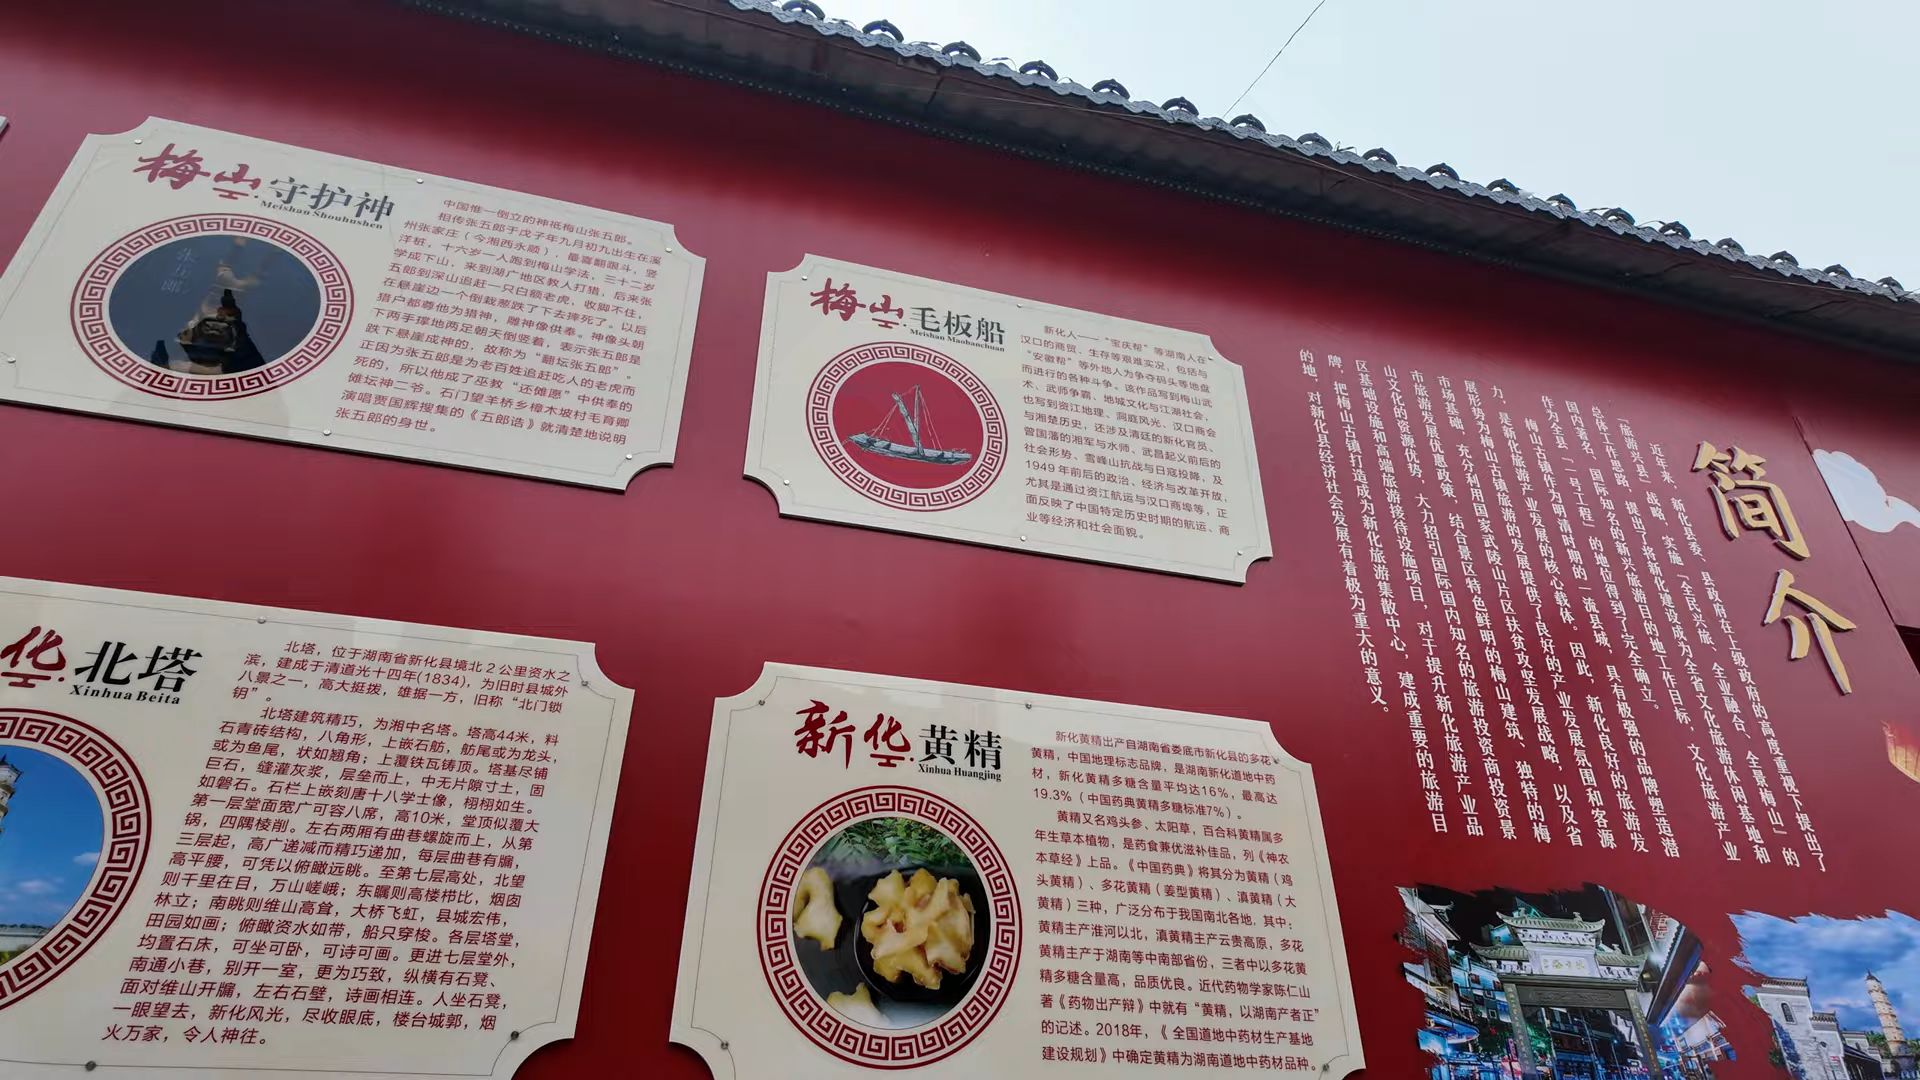 梅山·守护神
Meishan Shouhushen
张五郎
中国惟一倒立的神祇梅山张五郎。
相传张五郎于戊子年九月初九出生在溪
州张家庄（今湘西永顺），最喜翻跟斗，竖
洋桩，十六岁一人跑到梅山学法，三十二岁
学成下山，来到湖广地区教人打猎，后来张
五郎到深山追赶一只白额老虎，收脚不住，
在悬崖边一个倒栽葱跌了下去摔死了。以后
猎户都尊他为猎神，雕神像供奉。神像头朝
下两手撑地两足朝天倒竖着，表示张五郎是
跌下悬崖成神的，故称为“翻坛张五郎”。
正因为张五郎是为老百姓追赶吃人的老虎而
死的，所以他成了巫教“还傩愿”中供奉的
傩坛神二爷。石门望羊桥乡樟木坡村毛育卿
演唱贾国辉搜集的《五郎诰》就清楚地说明
张五郎的身世。
梅山·毛板船
Meishan Maobanchuan
新化人——“宝庆帮”等湖南人在
汉口的商贸、生存等艰难实况，包括与
“安徽帮”等外地人为争夺码头等地盘
而进行的各种斗争。该作品写到梅山武
术、武师争霸、地域文化与江湖社会，
也写到资江地理、洞庭风光、汉口商会
与湘楚历史，还涉及清廷的新化官员、
曾国藩的湘军与水师、武昌起义前后的
社会形势、雪峰山抗战与日寇投降，及
1949年前后的政治、经济与改革开放，
尤其是通过资江航运与汉口商埠等，正
面反映了中国特定历史时期的航运、商
业等经济和社会面貌。
简介
近年来，新化县委、县政府在上级政府的高度重视下提出了
「旅游兴县」战略，实施「全民兴旅、全业融合、全景梅山」的
总体工作思路，提出了将新化建设成为全省文化旅游休闲基地和
国内著名、国际知名的新兴旅游目的地工作目标，文化旅游产业
作为全县「一号工程」的地位得到了完全确立。
梅山古镇作为明清时期的一流县城，具有极强的品牌塑造潜
力，是新化旅游产业发展的核心载体。因此，新化良好的旅游发
展形势为梅山古镇旅游的发展提供了良好的产业发展氛围和客源
市场基础，充分利用国家武陵山片区扶贫攻坚发展战略，以及省
市旅游发展优惠政策，结合景区特色鲜明的梅山建筑、独特的梅
山文化的资源优势，大力招引国际国内知名的旅游投资商投资景
区基础设施和高端旅游接待设施项目，对于提升新化旅游产业品
牌，把梅山古镇打造成为新化旅游集散中心，建成重要的旅游目
的地，对新化县经济社会发展有着极为重大的意义。
化·北塔
Xinhua Beita
北塔，位于湖南省新化县境北2公里资水之
滨，建成于清道光十四年(1834)，为旧时县城外
八景之一，高大挺拨，雄据一方，旧称“北门锁
钥”。
北塔建筑精巧，为湘中名塔。塔高44米，料
石青砖结构，八角形，上嵌石舫，舫尾或为龙头，
或为鱼尾，状如翘角；上覆铁瓦铸顶。塔基尽铺
巨石，缝灌灰浆，层垒而上，中无片隙寸土，固
如磐石。石栏上嵌刻唐十八学士像，栩栩如生。
第一层堂面宽广可容八席，高10米，堂顶似覆大
锅，四隅棱削。左右两厢有曲巷螺旋而上，从第
三层起，高广递减而精巧递加，每层曲巷有牖，
高平腰，可凭以俯瞰远眺。至第七层高处，北望
则千里在目，万山嵯峨；东瞩则高楼栉比，烟囱
林立；南眺则维山高耸，大桥飞虹，县城宏伟，
田园如画；俯瞰资水如带，船只穿梭。各层塔堂，
均置石床，可坐可卧，可诗可画。更进七层堂外，
南通小巷，别开一室，更为巧致，纵横有石凳、
面对维山开牖，左右石壁，诗画相连。人坐石凳，
一眼望去，新化风光，尽收眼底，楼台城郭，烟
火万家，令人神往。
新化·黄精
Xinhua Huangjing
新化黄精出产自湖南省娄底市新化县的多花
黄精，中国地理标志品牌，是湖南新化道地中药
材，新化黄精多糖含量平均达16%，最高达
19.3%（中国药典黄精多糖标准7%）。
黄精又名鸡头参、太阳草，百合科黄精属多
年生草本植物，是药食兼优滋补佳品，列《神农
本草经》上品。《中国药典》将其分为黄精（鸡
头黄精）、多花黄精（姜型黄精）、滇黄精（大
黄精）三种，广泛分布于我国南北各地，其中：
黄精主产淮河以北，滇黄精主产云贵高原，多花
黄精主产于湖南等中南部省份，三者中以多花黄
精多糖含量高，品质优良。近代药物学家陈仁山
著《药物出产辩》中就有“黄精，以湖南产者正”
的记述。2018年，《 全国道地中药材生产基地
建设规划》中确定黄精为湖南道地中药材品种。